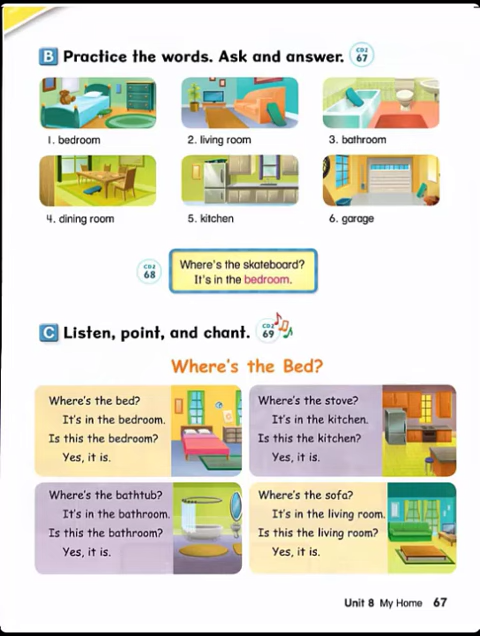 B Practice the words. Ask and answer. CD2 67
1. bedroom
2. living room
3. bathroom
4. dining room
5. kitchen
6. garage
CD2 68
Where's the skateboard?
It's in the bedroom.
C Listen, point, and chant. CD2 69
Where's the Bed?
Where's the bed?
It's in the bedroom.
Is this the bedroom?
Yes, it is.
Where's the stove?
It's in the kitchen.
Is this the kitchen?
Yes, it is.
Where's the bathtub?
It's in the bathroom.
Is this the bathroom?
Yes, it is.
Where's the sofa?
It's in the living room.
Is this the living room?
Yes, it is.
Unit 8 My Home 67